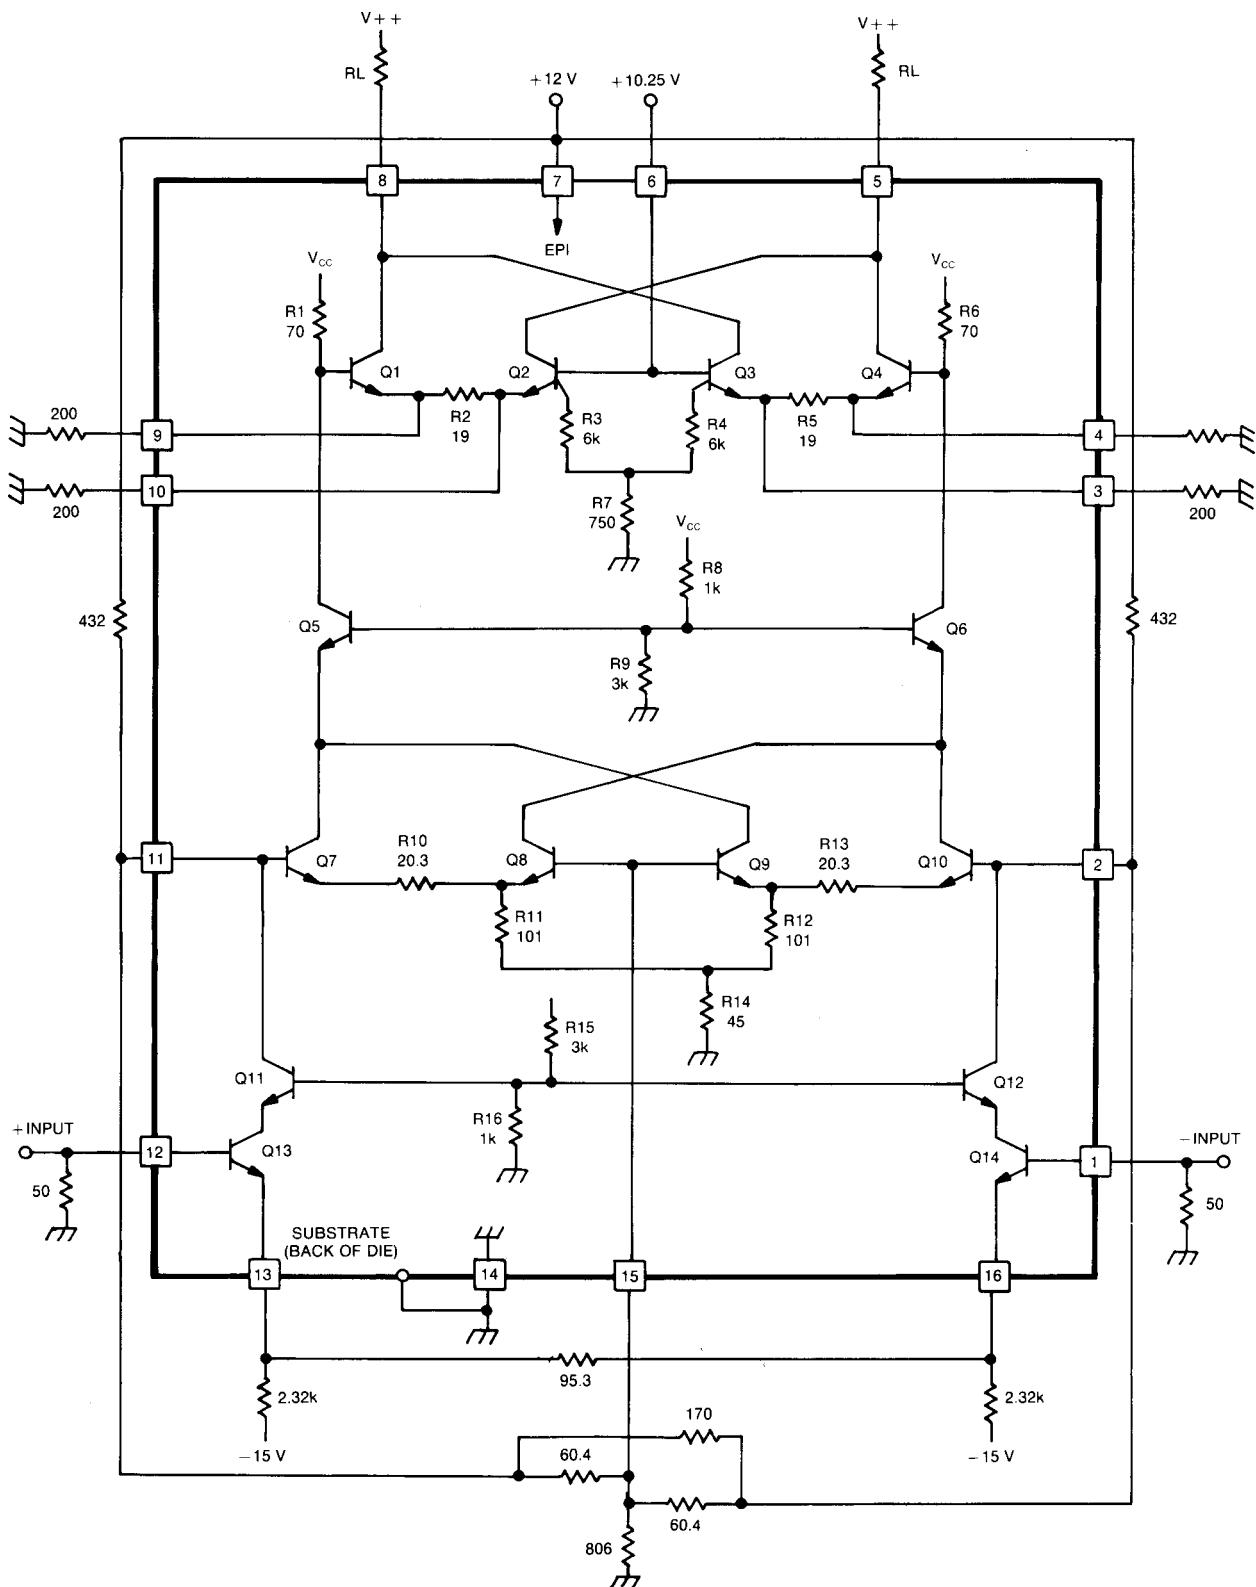 V++
V++
RL
RL
+12 V
+10.25 V
8
7
6
5
EPI
VCC
VCC
R1
70
R6
70
Q1
Q2
Q3
Q4
R2
19
R3
6k
R4
6k
R5
19
200
9
4
10
3
200
200
R7
750
VCC
R8
1k
432
432
Q5
Q6
R9
3k
R10
20.3
R13
20.3
11
Q7
Q8
Q9
Q10
2
R11
101
R12
101
R14
45
R15
3k
Q11
Q12
R16
1k
+INPUT
−INPUT
12
Q13
Q14
1
50
50
SUBSTRATE
(BACK OF DIE)
13
14
15
16
95.3
2.32k
2.32k
170
−15 V
60.4
−15 V
60.4
806